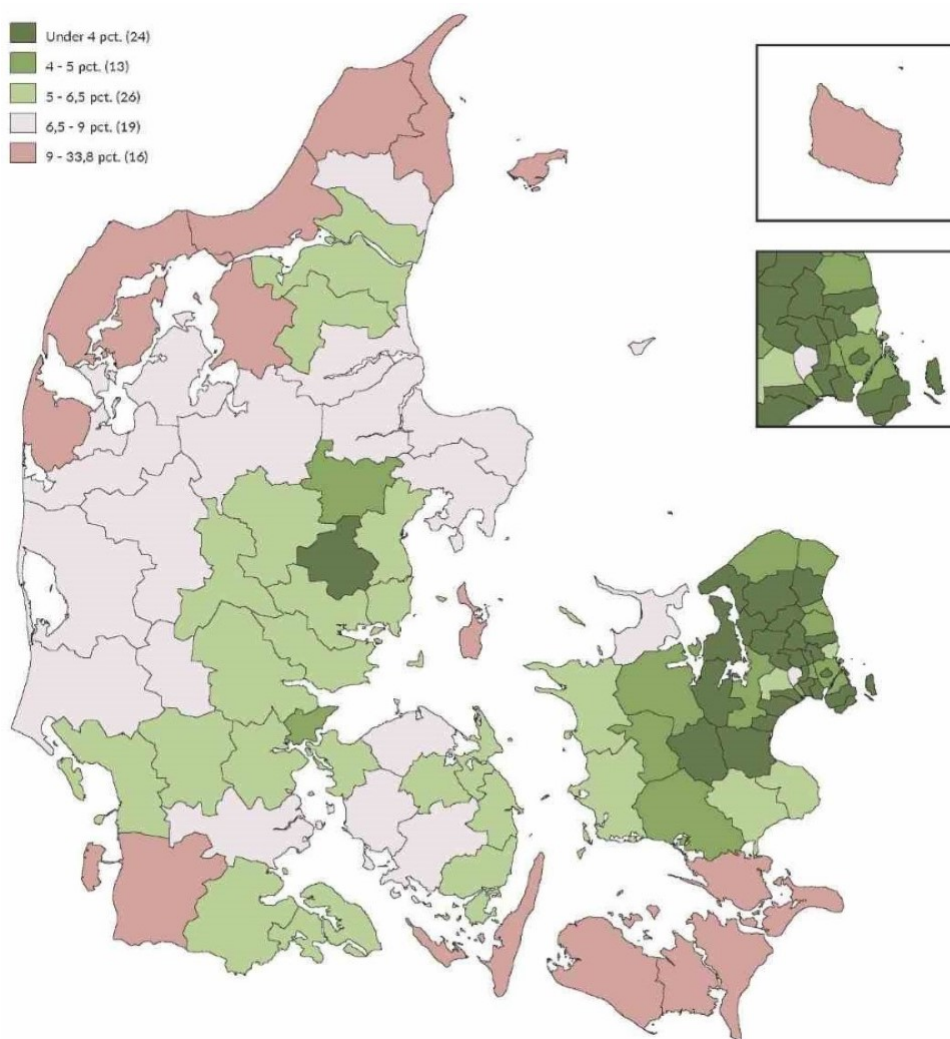 Under 4 pct. (24)
4 - 5 pct. (13)
5 - 6,5 pct. (26)
6,5 - 9 pct. (19)
9 - 33,8 pct. (16)